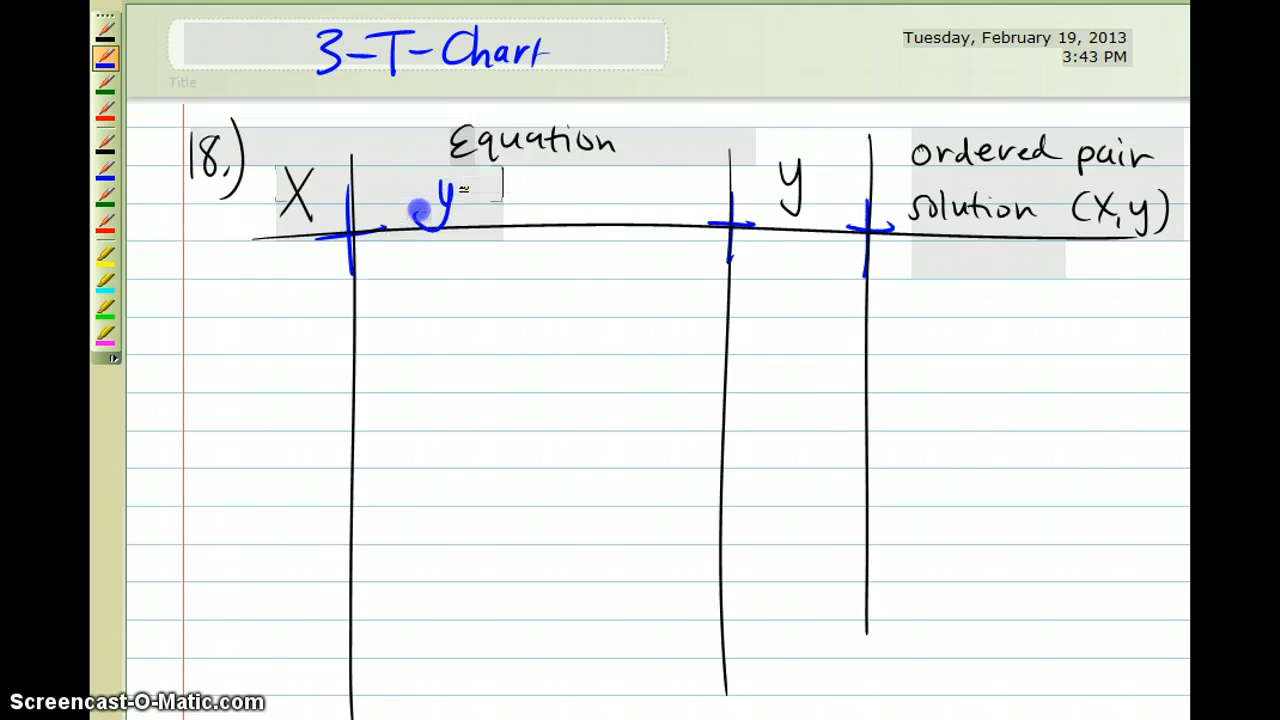 3-T-Chart
Tuesday, February 19, 2013
3:43 PM
Title
18.)
Equation
X
y=
y
ordered pair
solution (x,y)
Screencast-O-Matic.com